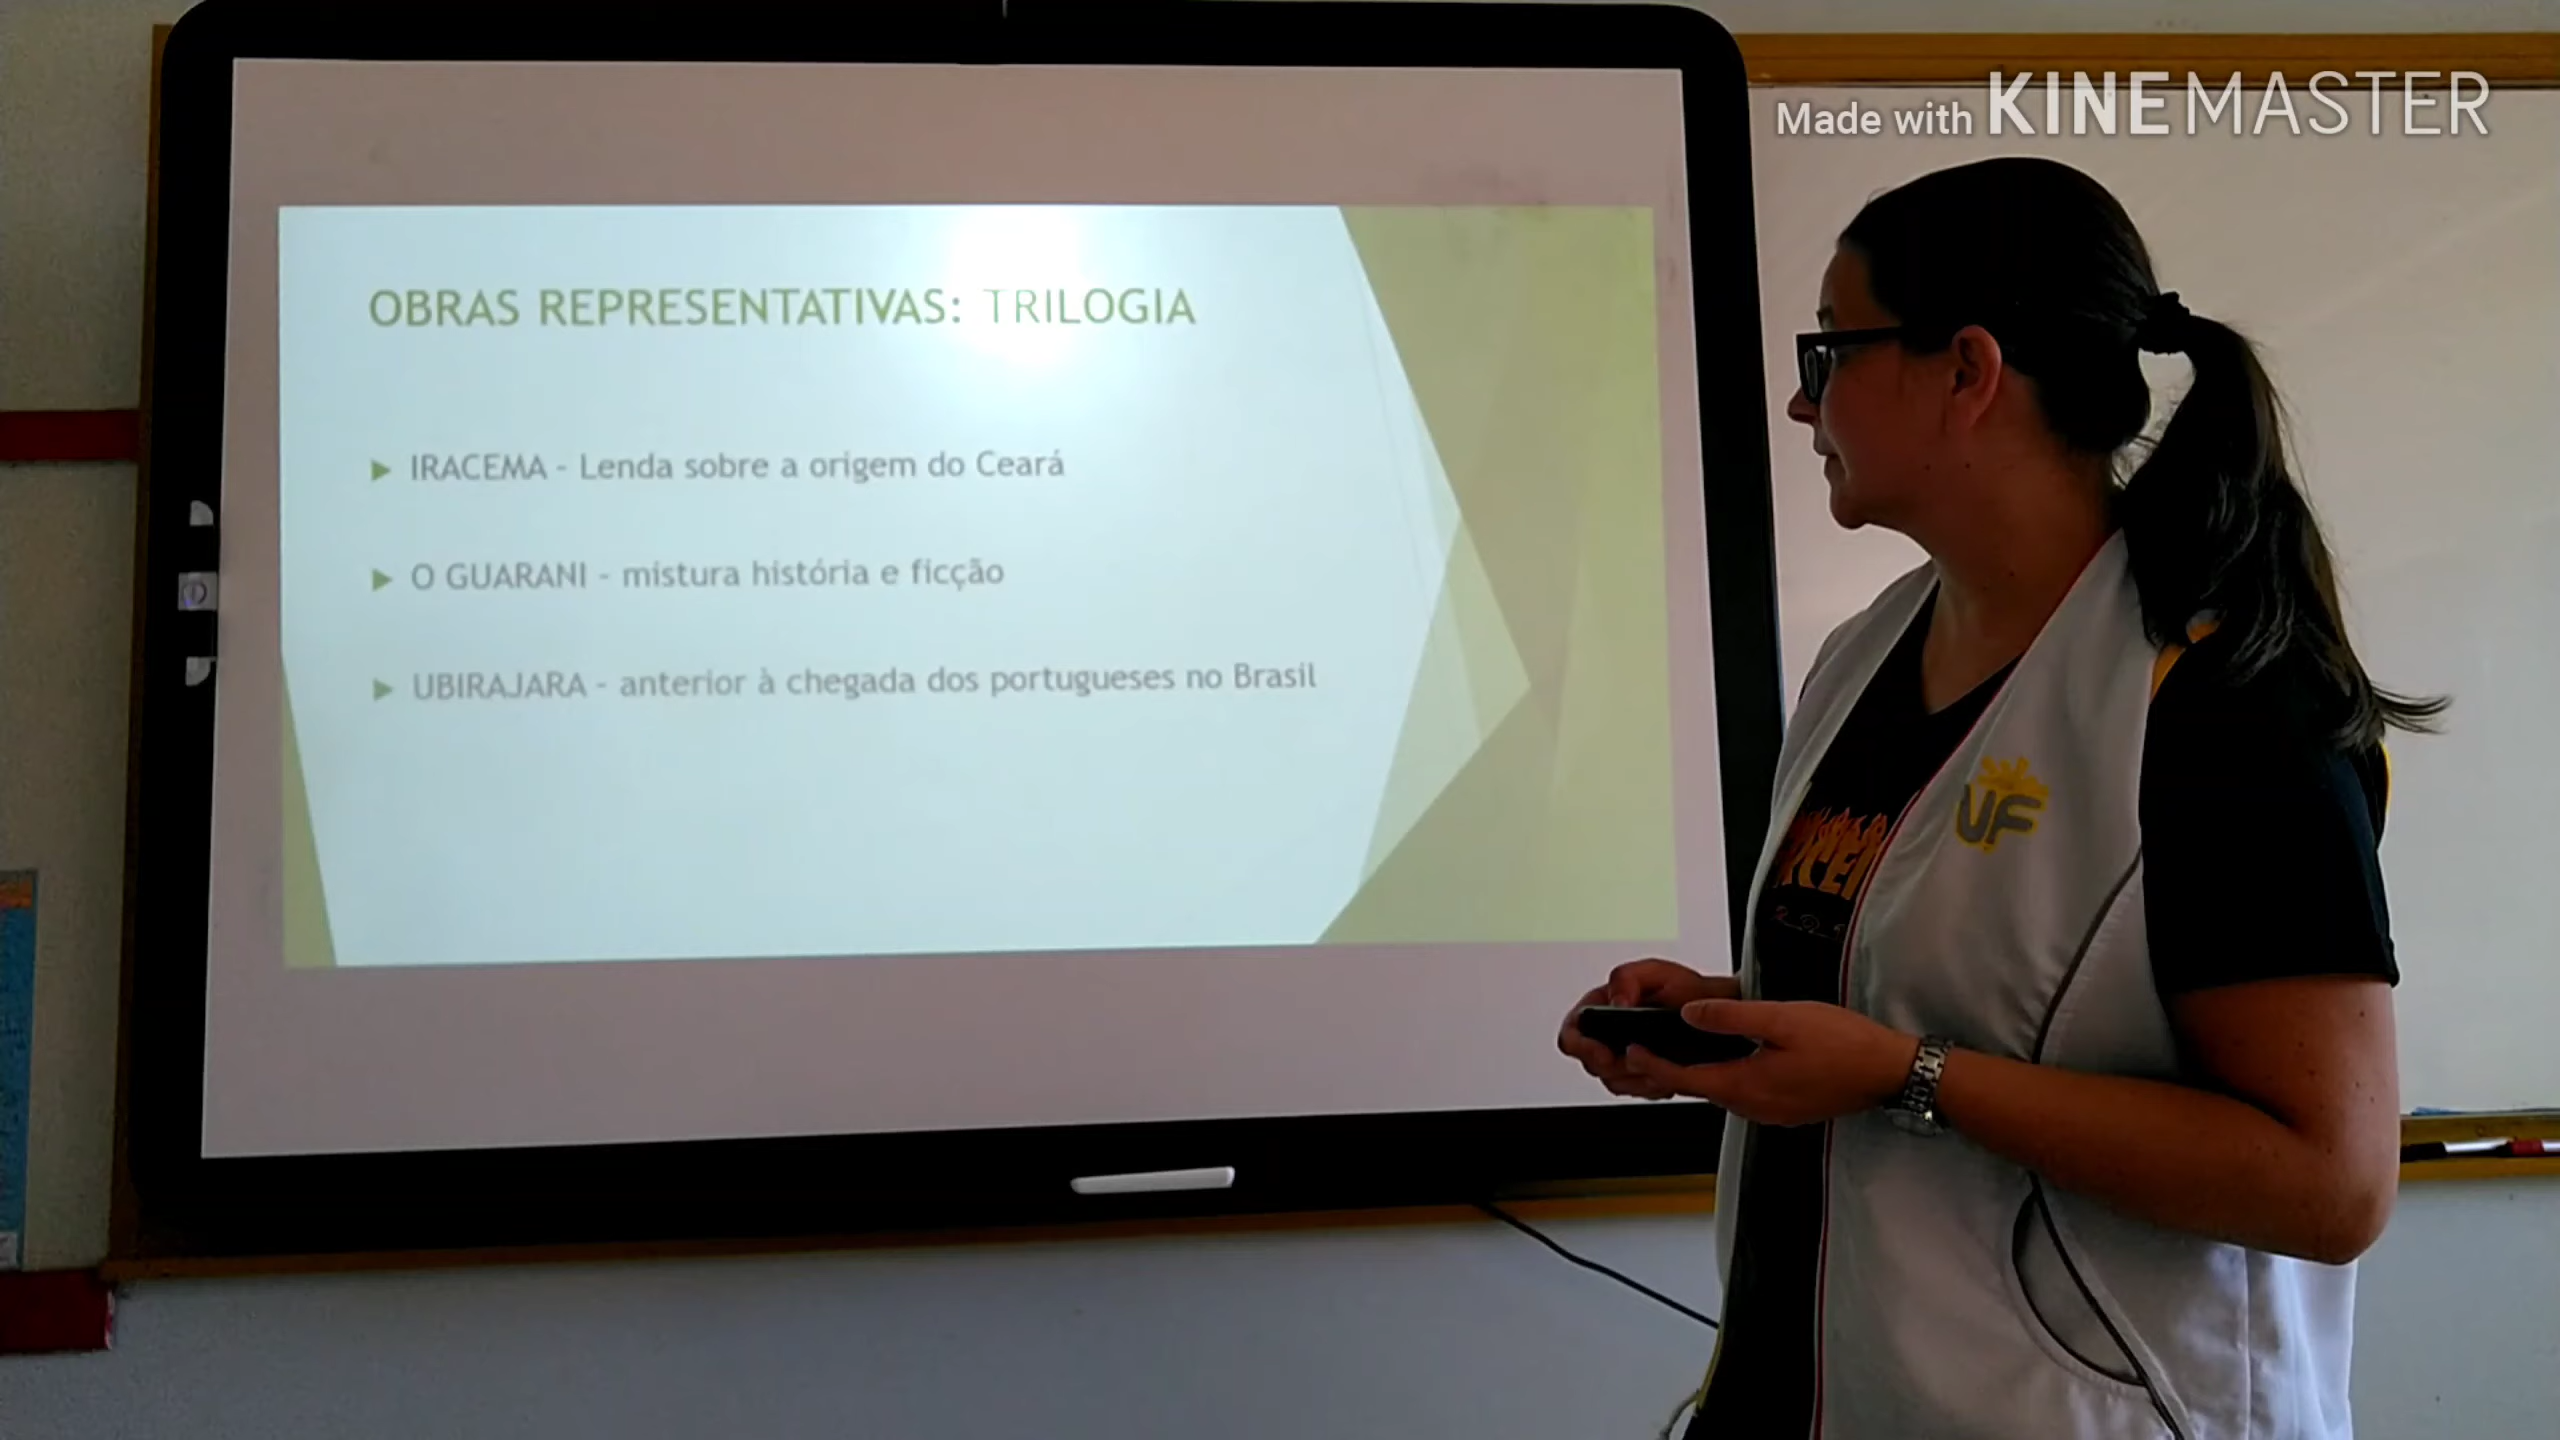 Made with KINEMASTER
OBRAS REPRESENTATIVAS: TRILOGIA
► IRACEMA - Lenda sobre a origem do Ceará
► O GUARANI - mistura história e ficção
► UBIRAJARA - anterior à chegada dos portugueses no Brasil